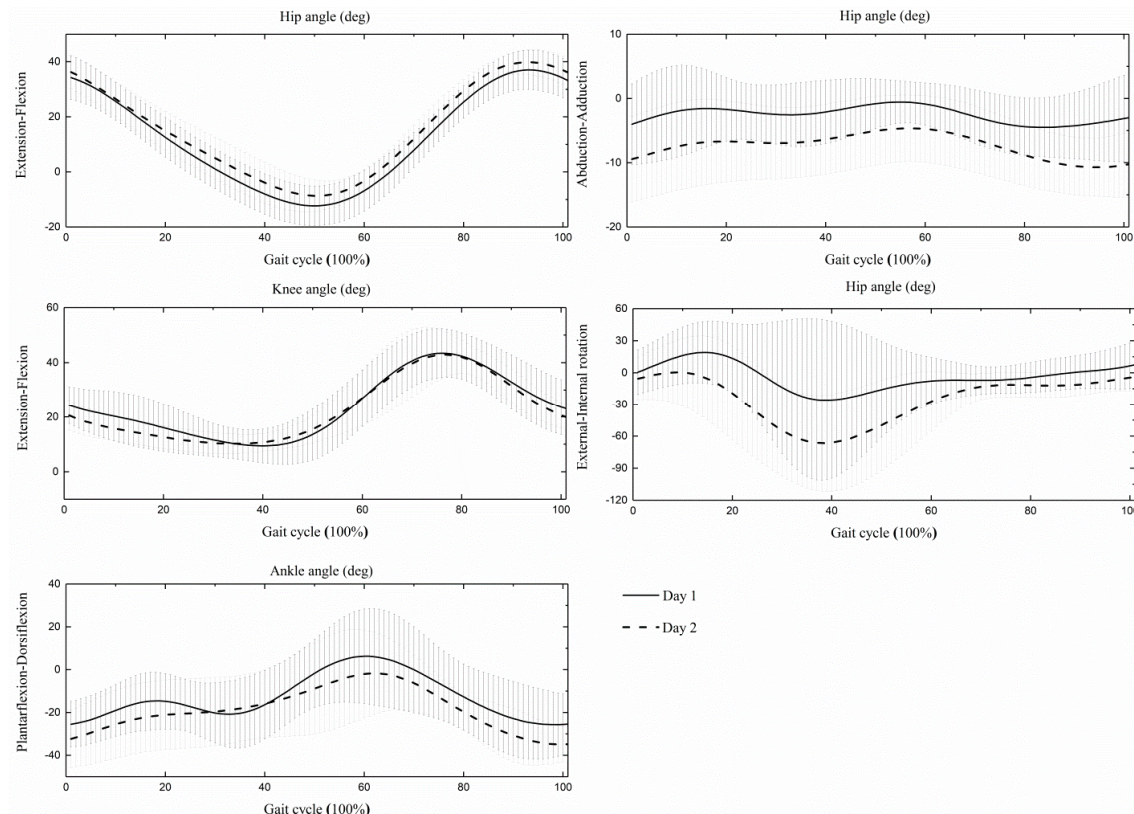 Hip angle (deg)
Extension-Flexion
40
20
0
-20
0 20 40 60 80 100
Gait cycle (100%)
Hip angle (deg)
Abduction-Adduction
10
0
-10
-20
0 20 40 60 80 100
Gait cycle (100%)
Knee angle (deg)
Extension-Flexion
60
40
20
0
0 20 40 60 80 100
Gait cycle (100%)
Hip angle (deg)
External-Internal rotation
60
30
0
30
-60
-90
-120
0 20 40 60 80 100
Gait cycle (100%)
Ankle angle (deg)
Plantarflexion-Dorsiflexion
40
20
0
-20
-40
0 20 40 60 80 100
Gait cycle (100%)
Day 1
Day 2